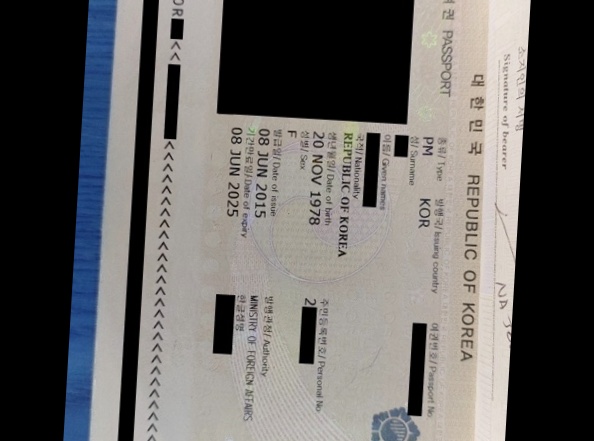 소지인의 서명
Signature of bearer
대한민국 REPUBLIC OF KOREA
여권 PASSPORT
종류/Type 발행국/Issuing country 여권번호/Passport No.
PM KOR
성/Surname
이름/Given names
국적/Nationality
REPUBLIC OF KOREA
생년월일/Date of birth 주민등록번호/Personal No.
20 NOV 1978 2
성별/Sex
F
발급일/Date of issue 발행관청/Authority
08 JUN 2015 MINISTRY OF FOREIGN AFFAIRS
기간만료일/Date of expiry 한글성명
08 JUN 2025